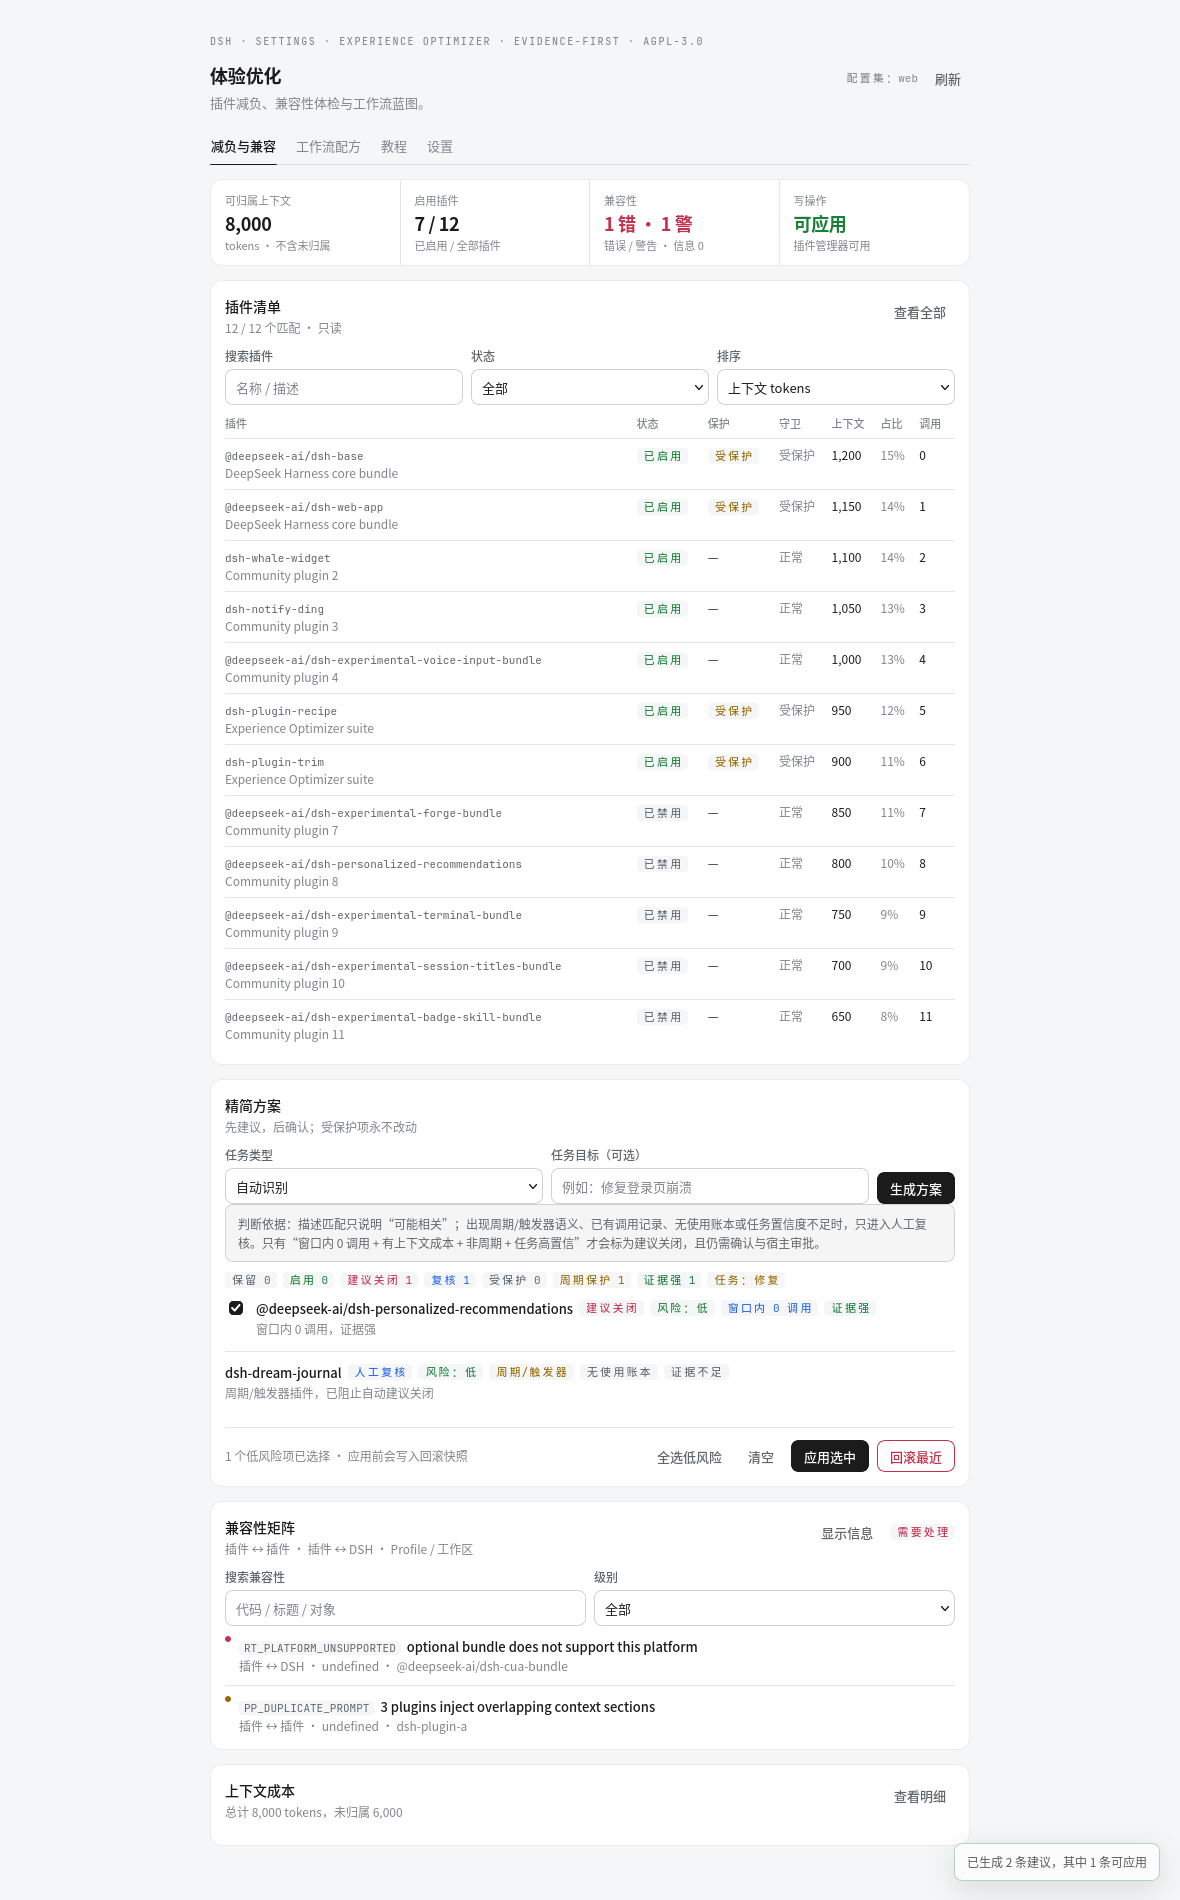 DSH · SETTINGS · EXPERIENCE OPTIMIZER · EVIDENCE-FIRST · AGPL-3.0
体验优化
配置集：web 刷新
插件减负、兼容性体检与工作流蓝图。
减负与兼容 工作流配方 教程 设置
可归属上下文 启用插件 兼容性 写操作
8,000 7 / 12 1 错 · 1 警 可应用
tokens · 不含未归属 已启用 / 全部插件 错误 / 警告 · 信息 0 插件管理器可用
插件清单
查看全部
12 / 12 个匹配 · 只读
搜索插件 状态 排序
名称 / 描述 全部 上下文 tokens
插件 状态 保护 守卫 上下文 占比 调用
@deepseek-ai/dsh-base 已启用 受保护 受保护 1,200 15% 0
DeepSeek Harness core bundle
@deepseek-ai/dsh-web-app 已启用 受保护 受保护 1,150 14% 1
DeepSeek Harness core bundle
dsh-whale-widget 已启用 — 正常 1,100 14% 2
Community plugin 2
dsh-notify-ding 已启用 — 正常 1,050 13% 3
Community plugin 3
@deepseek-ai/dsh-experimental-voice-input-bundle 已启用 — 正常 1,000 13% 4
Community plugin 4
dsh-plugin-recipe 已启用 受保护 受保护 950 12% 5
Experience Optimizer suite
dsh-plugin-trim 已启用 受保护 受保护 900 11% 6
Experience Optimizer suite
@deepseek-ai/dsh-experimental-forge-bundle 已禁用 — 正常 850 11% 7
Community plugin 7
@deepseek-ai/dsh-personalized-recommendations 已禁用 — 正常 800 10% 8
Community plugin 8
@deepseek-ai/dsh-experimental-terminal-bundle 已禁用 — 正常 750 9% 9
Community plugin 9
@deepseek-ai/dsh-experimental-session-titles-bundle 已禁用 — 正常 700 9% 10
Community plugin 10
@deepseek-ai/dsh-experimental-badge-skill-bundle 已禁用 — 正常 650 8% 11
Community plugin 11
精简方案
先建议，后确认；受保护项永不改动
任务类型 任务目标（可选）
自动识别 例如：修复登录页崩溃 生成方案
判断依据：描述匹配只说明“可能相关”；出现周期/触发器语义、已有调用记录、无使用账本或任务置信度不足时，只进入人工复
核。只有“窗口内 0 调用 + 有上下文成本 + 非周期 + 任务高置信”才会标为建议关闭，且仍需确认与宿主审批。
保留 0 启用 0 建议关闭 1 复核 1 受保护 0 周期保护 1 证据强 1 任务：修复
@deepseek-ai/dsh-personalized-recommendations 建议关闭 风险：低 窗口内 0 调用 证据强
窗口内 0 调用，证据强
dsh-dream-journal 人工复核 风险：低 周期/触发器 无使用账本 证据不足
周期/触发器插件，已阻止自动建议关闭
1 个低风险项已选择 · 应用前会写入回滚快照 全选低风险 清空 应用选中 回滚最近
兼容性矩阵
显示信息 需要处理
插件 ↔ 插件 · 插件 ↔ DSH · Profile / 工作区
搜索兼容性 级别
代码 / 标题 / 对象 全部
RT_PLATFORM_UNSUPPORTED optional bundle does not support this platform
插件 ↔ DSH · undefined · @deepseek-ai/dsh-cua-bundle
PP_DUPLICATE_PROMPT 3 plugins inject overlapping context sections
插件 ↔ 插件 · undefined · dsh-plugin-a
上下文成本
查看明细
总计 8,000 tokens，未归属 6,000
已生成 2 条建议，其中 1 条可应用